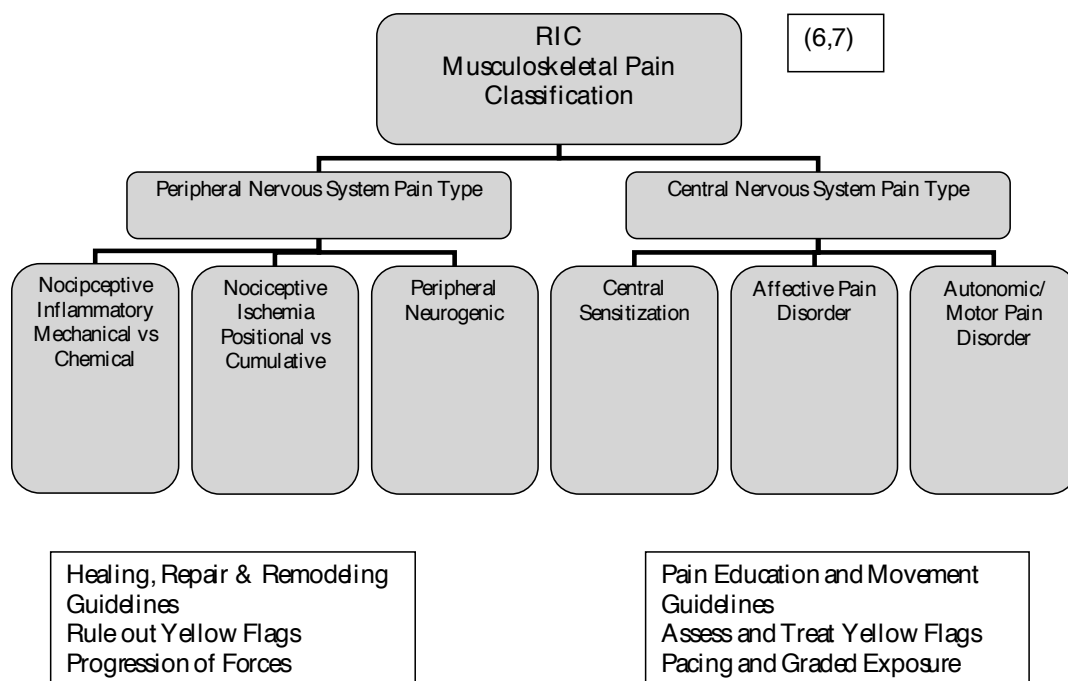 RIC
Musculoskeletal Pain
Classification
(6,7)
Peripheral Nervous System Pain Type
Central Nervous System Pain Type
Nocipceptive
Inflammatory
Mechanical vs
Chemical
Nociceptive
Ischemia
Positional vs
Cumulative
Peripheral
Neurogenic
Central
Sensitization
Affective Pain
Disorder
Autonomic/
Motor Pain
Disorder
Healing, Repair & Remodeling
Guidelines
Rule out Yellow Flags
Progression of Forces
Pain Education and Movement
Guidelines
Assess and Treat Yellow Flags
Pacing and Graded Exposure